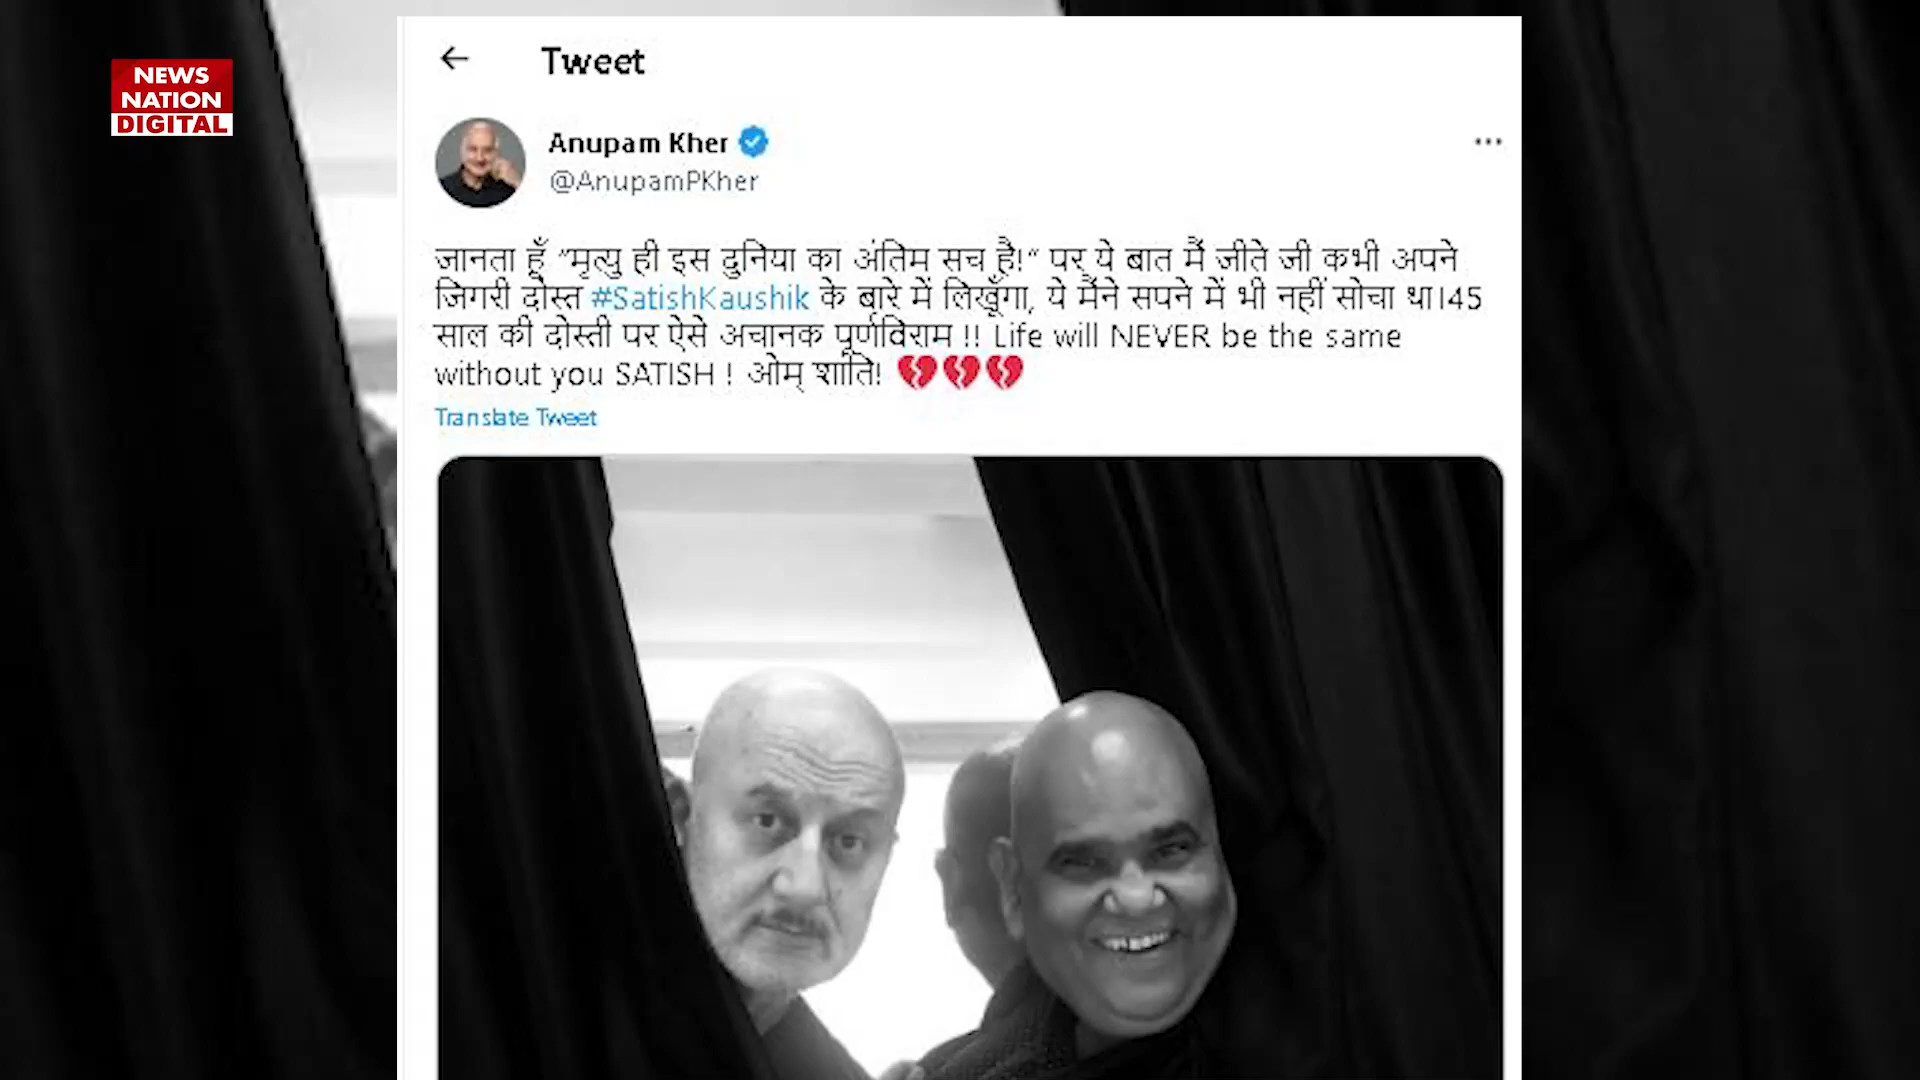 NEWS
NATION
DIGITAL
Tweet
Anupam Kher
@AnupamPKher
जानता हूँ “मृत्यु ही इस दुनिया का अंतिम सच है!“ पर ये बात मैं जीते जी कभी अपने
जिगरी दोस्त #SatishKaushik के बारे में लिखूँगा, ये मैंने सपने में भी नहीं सोचा था।45
साल की दोस्ती पर ऐसे अचानक पूर्णविराम !! Life will NEVER be the same
without you SATISH ! ओम् शांति! 💔💔💔
Translate Tweet